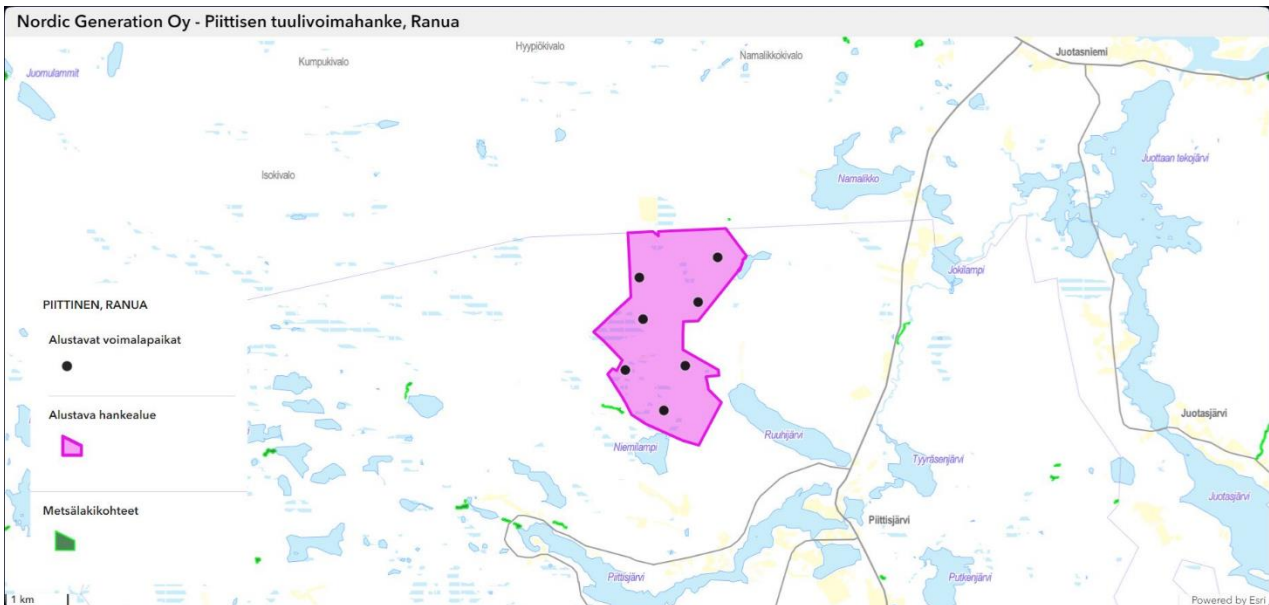 Nordic Generation Oy - Piittisen tuulivoimahanke, Ranua
Hyypiökivalo
Juotasniemi
Kumpukivalo
Namalikkokivalo
Juomulammit
Juottaan tekojärvi
Isokivalo
Namalikko
Jokilampi
PIITTINEN, RANUA
Alustavat voimalapaikat
Alustava hankealue
Juotasjärvi
Ruuhijärvi
Niemilampi
Tyyräsenjärvi
Juotasjärvi
Metsälakikohteet
Piittisjärvi
Piittisjärvi
Putkenjärvi
1 km
Powered by Esri